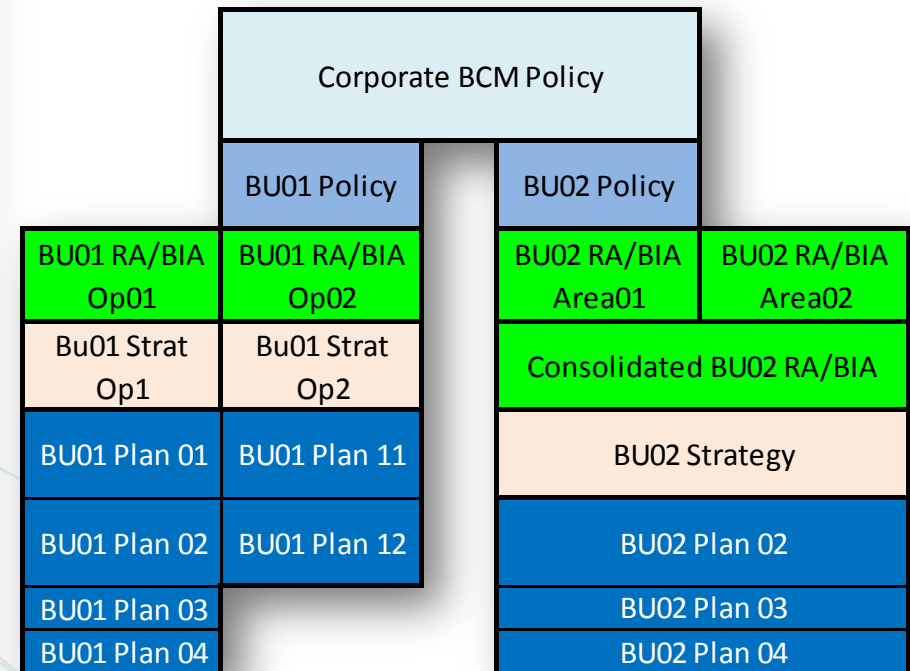 Corporate BCM Policy
BU01 Policy
BU02 Policy
BU01 RA/BIA
Op01
BU01 RA/BIA
Op02
BU02 RA/BIA
Area01
BU02 RA/BIA
Area02
Bu01 Strat
Op1
Bu01 Strat
Op2
Consolidated BU02 RA/BIA
BU01 Plan 01
BU01 Plan 11
BU02 Strategy
BU01 Plan 02
BU01 Plan 12
BU02 Plan 02
BU01 Plan 03
BU02 Plan 03
BU01 Plan 04
BU02 Plan 04